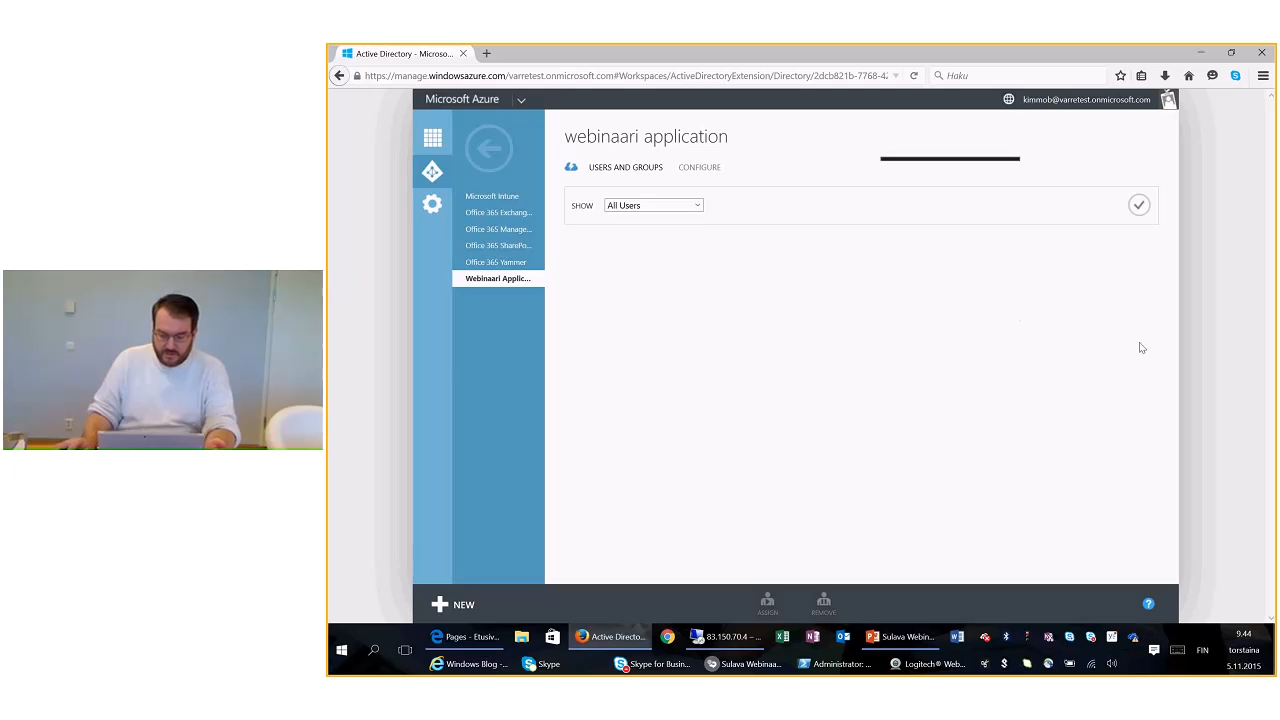 Active Directory - Microso...
https://manage.windowsazure.com/varretest.onmicrosoft.com#Workspaces/ActiveDirectoryExtension/Directory/2dcb821b-7768-42
Haku
Microsoft Azure
kimmob@varretest.onmicrosoft.com
webinaari application
USERS AND GROUPS
CONFIGURE
SHOW
All Users
Microsoft Intune
Office 365 Exchang...
Office 365 Manage...
Office 365 SharePo...
Office 365 Yammer
Webinaari Applic...
NEW
ASSIGN
REMOVE
?
Pages - Etusiv...
Active Directo...
83.150.70.4 – ...
Sulava Webin...
9.44
FIN
torstaina
Windows Blog -...
Skype
Skype for Busin...
Sulava Webinaa...
Administrator: ...
Logitech® Web...
5.11.2015